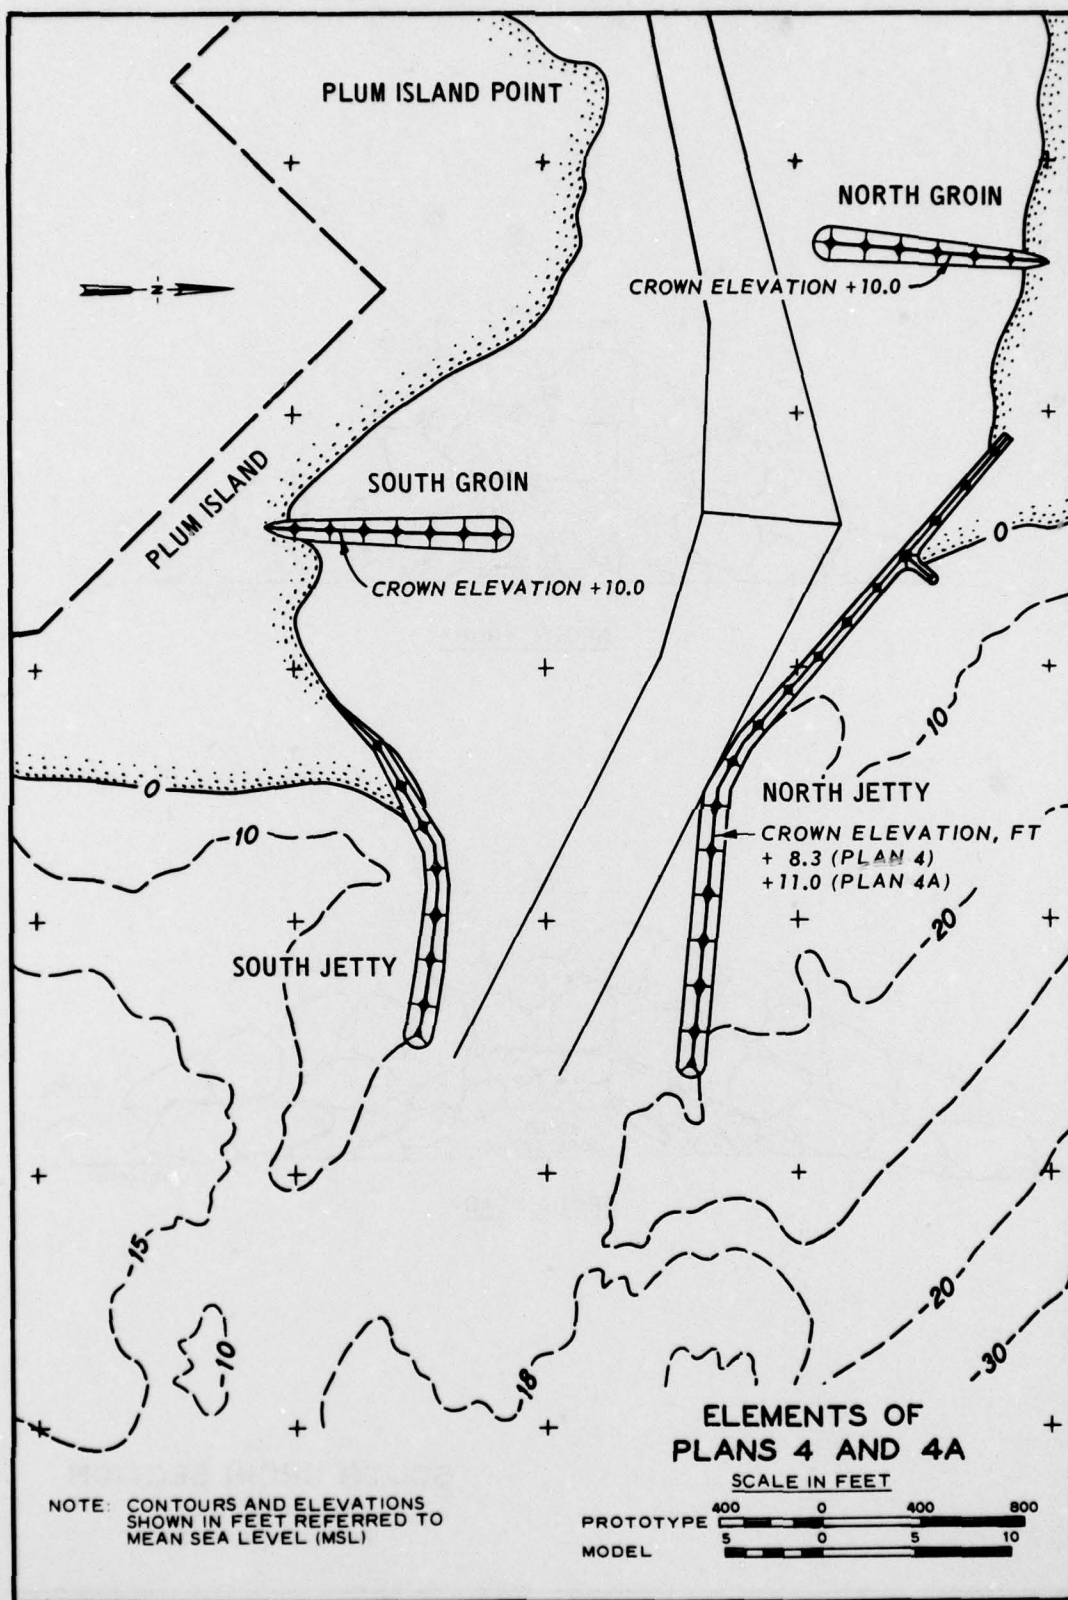 PLUM ISLAND POINT
NORTH GROIN
CROWN ELEVATION +10.0
N
PLUM ISLAND
SOUTH GROIN
CROWN ELEVATION +10.0
0
0
-10
-10
NORTH JETTY
CROWN ELEVATION, FT
+ 8.3 (PLAN 4)
+11.0 (PLAN 4A)
-20
SOUTH JETTY
-15
-10
-18
-20
-30
ELEMENTS OF
PLANS 4 AND 4A
SCALE IN FEET
400 0 400 800
PROTOTYPE
5 0 5 10
MODEL
NOTE: CONTOURS AND ELEVATIONS
SHOWN IN FEET REFERRED TO
MEAN SEA LEVEL (MSL)